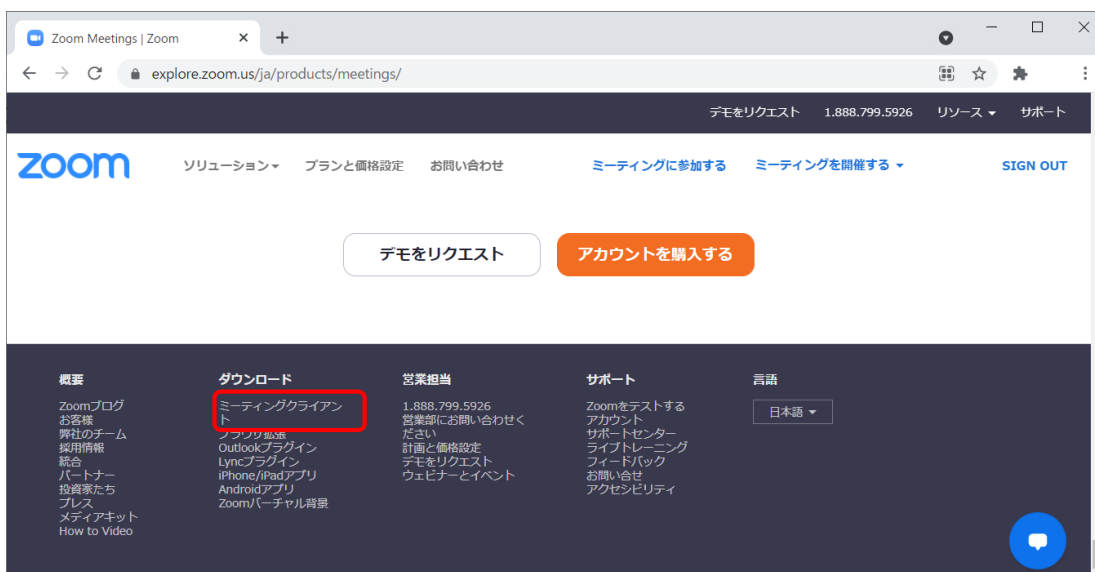 Zoom Meetings | Zoom
explore.zoom.us/ja/products/meetings/
デモをリクエスト 1.888.799.5926 リソース サポート
zoom ソリューション プランと価格設定 お問い合わせ ミーティングに参加する ミーティングを開催する SIGN OUT
デモをリクエスト アカウントを購入する
概要
Zoomブログ
お客様
弊社のチーム
採用情報
統合
パートナー
投資家たち
プレス
メディアキット
How to Video
ダウンロード
ミーティングクライアン
ト
ブラウザ拡張
Outlookプラグイン
Lyncプラグイン
iPhone/iPadアプリ
Androidアプリ
Zoomバーチャル背景
営業担当
1.888.799.5926
営業部にお問い合わせく
ださい
計画と価格設定
デモをリクエスト
ウェビナーとイベント
サポート
Zoomをテストする
アカウント
サポートセンター
ライブトレーニング
フィードバック
お問い合せ
アクセシビリティ
言語
日本語